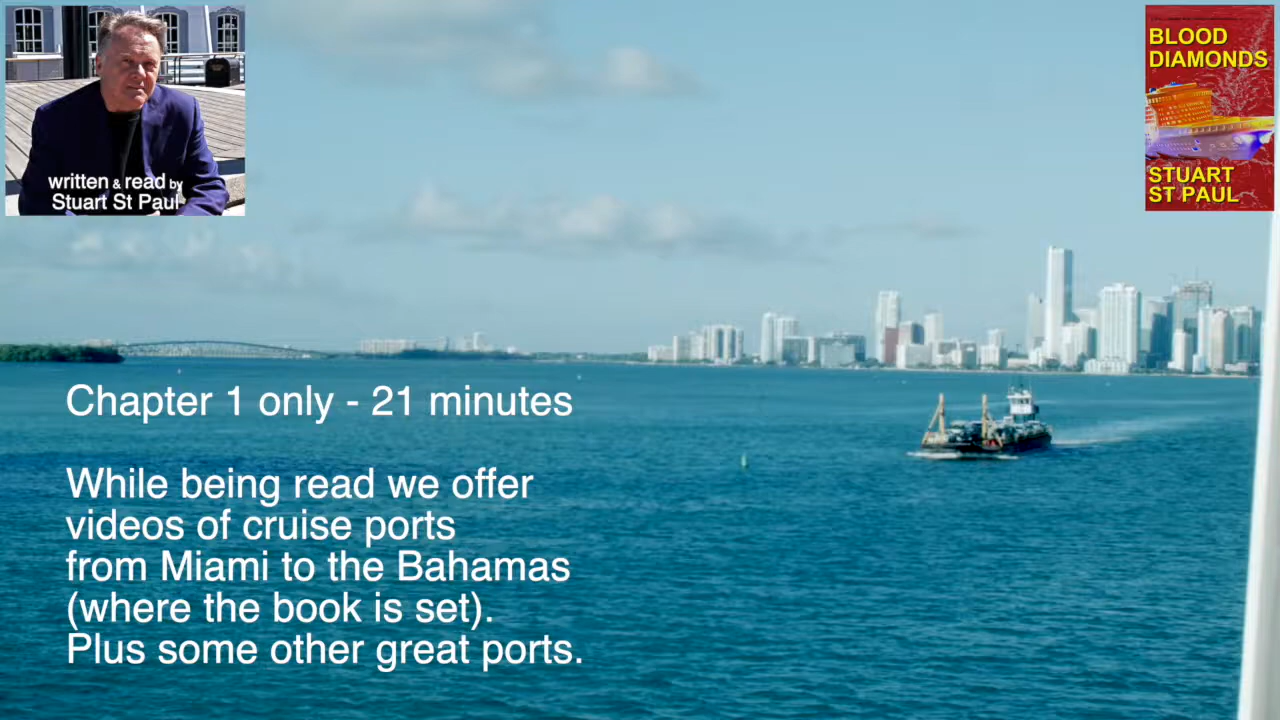 written & read by
Stuart St Paul
BLOOD
DIAMONDS
STUART
ST PAUL
Chapter 1 only - 21 minutes
While being read we offer
videos of cruise ports
from Miami to the Bahamas
(where the book is set).
Plus some other great ports.